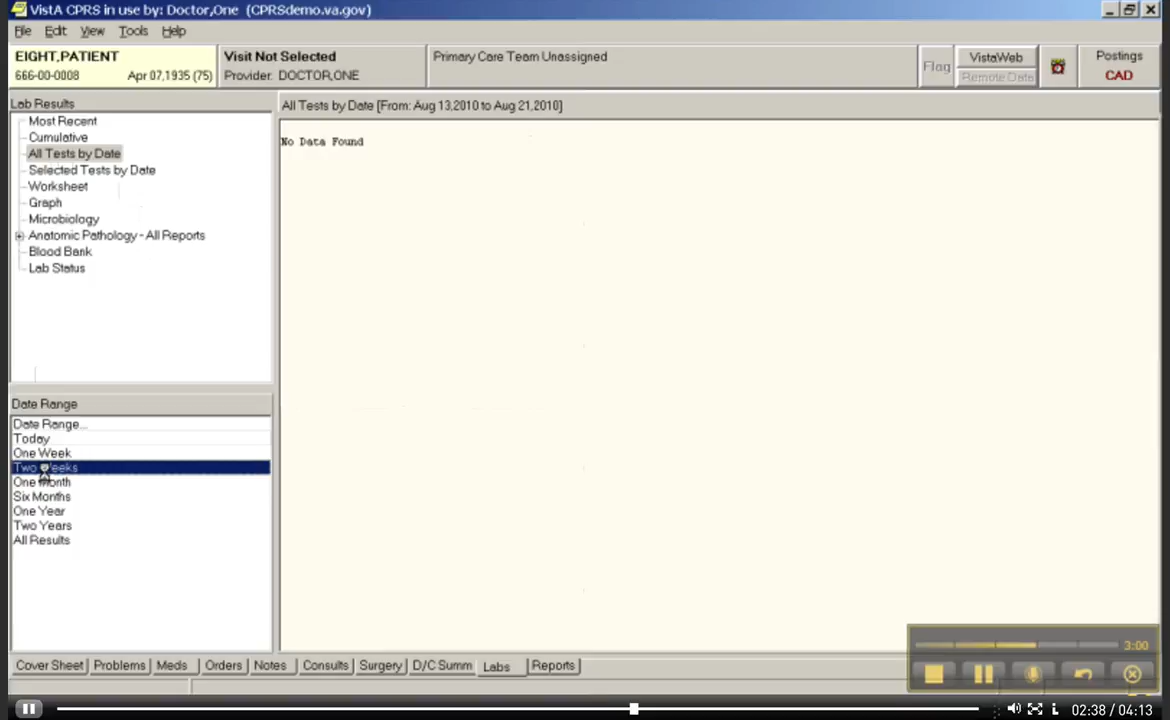 VistA CPRS in use by: Doctor,One (CPRSdemo.va.gov)
File Edit View Tools Help
EIGHT,PATIENT
666-00-0008 Apr 07,1935 (75)
Visit Not Selected
Provider: DOCTOR,ONE
Primary Care Team Unassigned
Flag
VistaWeb
Remote Data
Postings
CAD
Lab Results
Most Recent
Cumulative
All Tests by Date
Selected Tests by Date
Worksheet
Graph
Microbiology
Anatomic Pathology - All Reports
Blood Bank
Lab Status
All Tests by Date [From: Aug 13,2010 to Aug 21,2010]
No Data Found
Date Range
Date Range...
Today
One Week
Two Weeks
One Month
Six Months
One Year
Two Years
All Results
Cover Sheet Problems Meds Orders Notes Consults Surgery D/C Summ Labs Reports
3:00
02:38 / 04:13